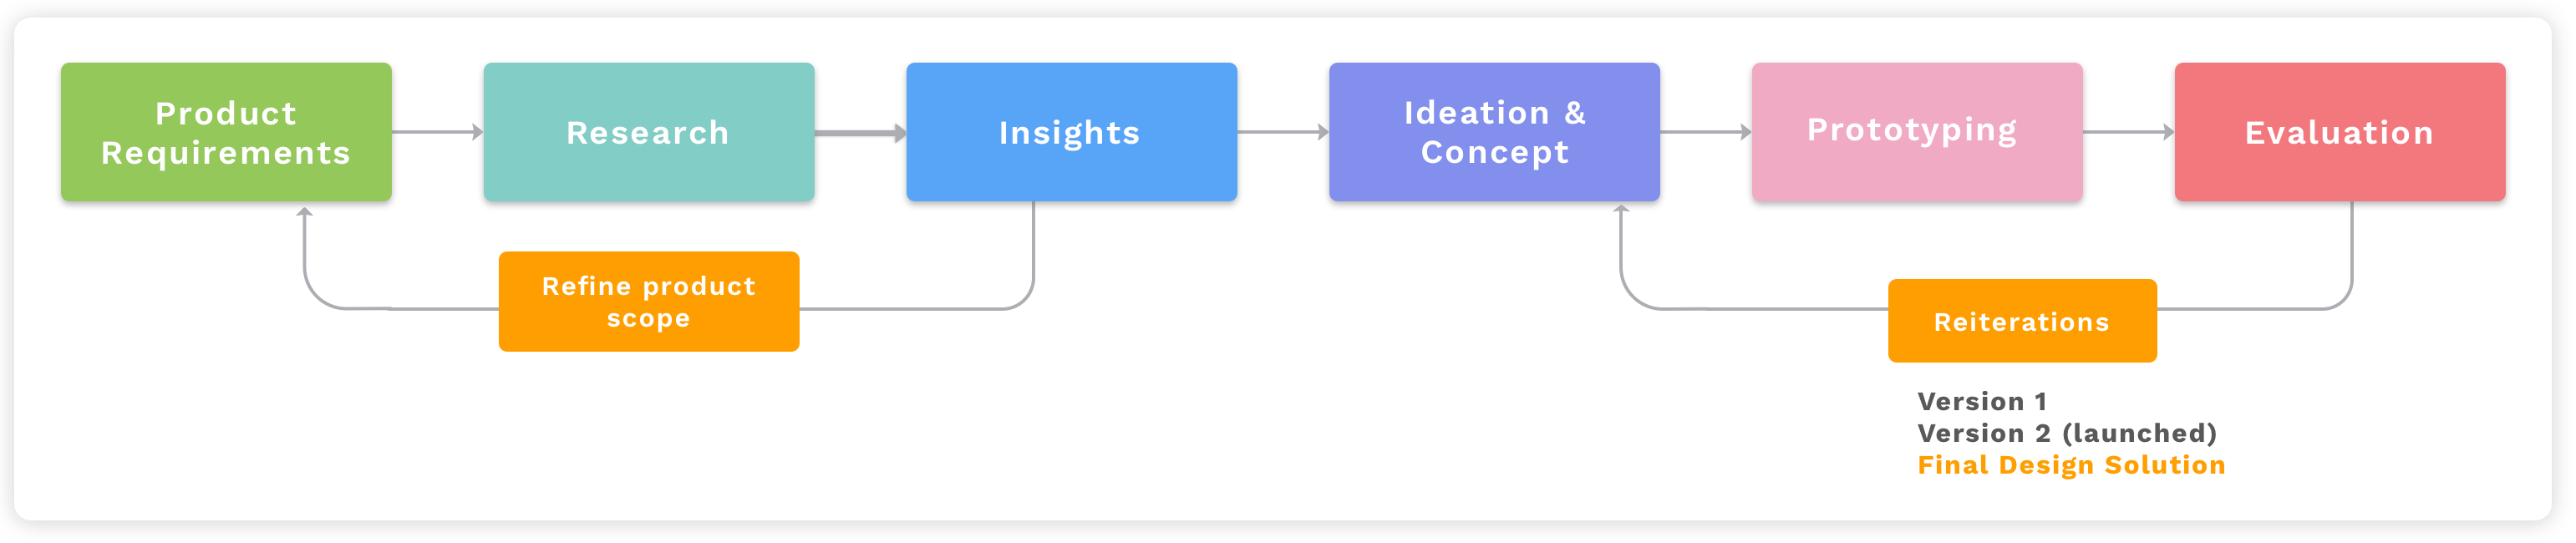 Product
Requirements
Research
Insights
Ideation &
Concept
Prototyping
Evaluation
Refine product
scope
Reiterations
Version 1
Version 2 (launched)
Final Design Solution